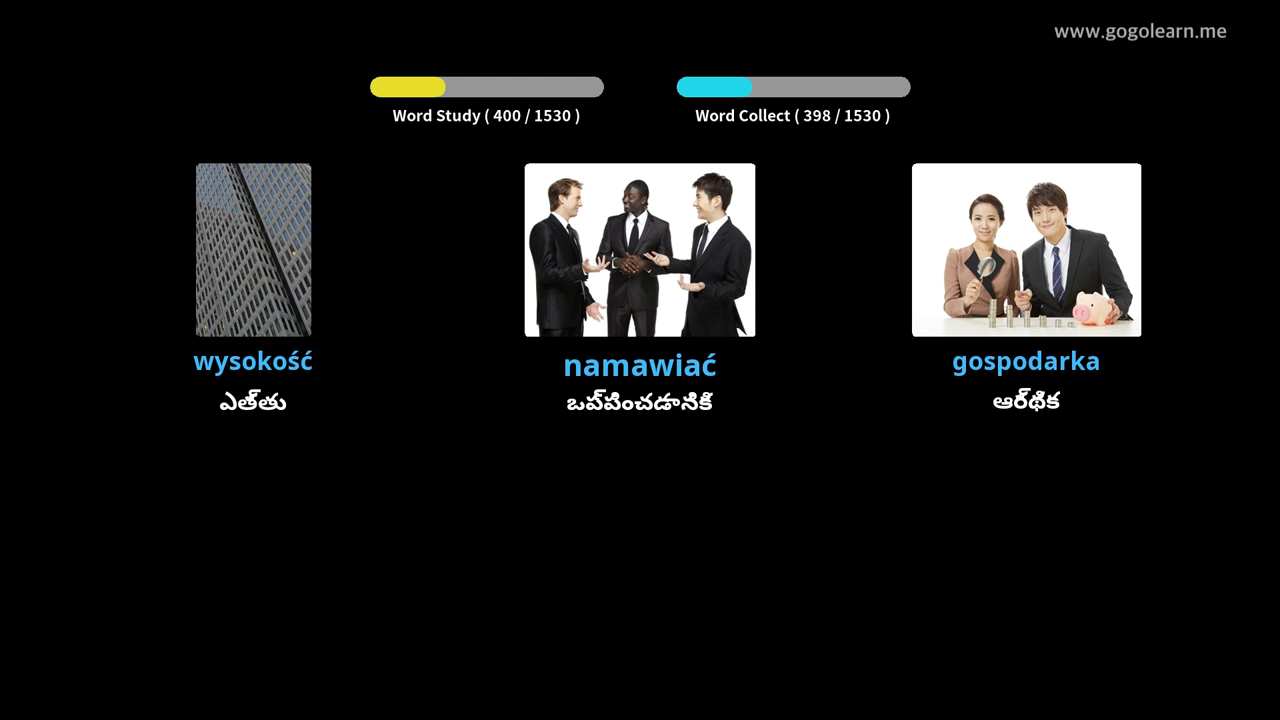 www.gogolearn.me
Word Study ( 400 / 1530 )
Word Collect ( 398 / 1530 )
wysokość
namawiać
gospodarka
ఎత్తు
ఒప్పించడానికి
ఆర్థిక